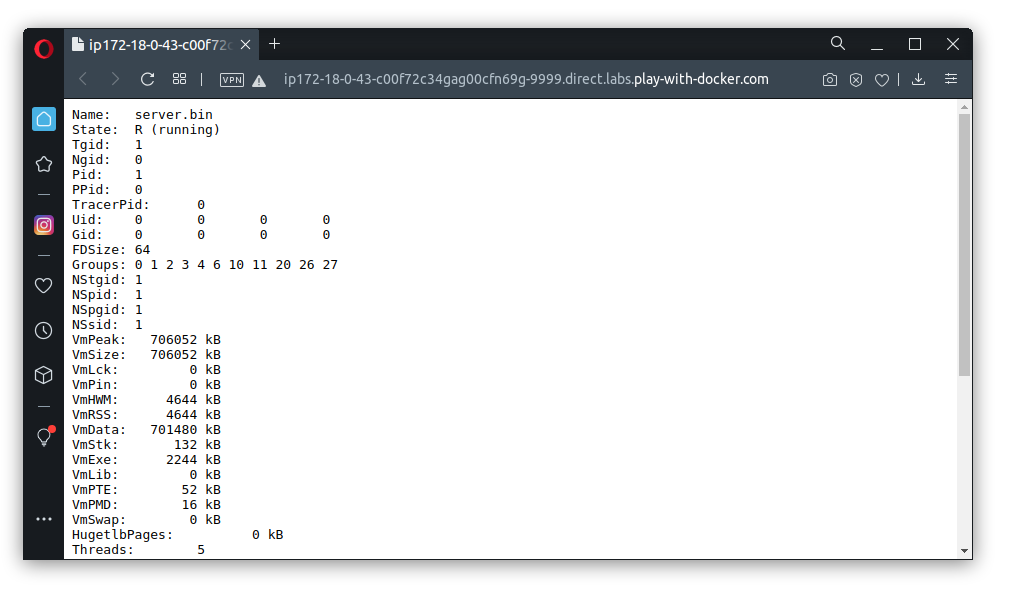 ip172-18-0-43-c00f72c
VPN ip172-18-0-43-c00f72c34gag00cfn69g-9999.direct.labs.play-with-docker.com
Name:   server.bin
State:  R (running)
Tgid:   1
Ngid:   0
Pid:    1
PPid:   0
TracerPid:      0
Uid:    0       0       0       0
Gid:    0       0       0       0
FDSize: 64
Groups: 0 1 2 3 4 6 10 11 20 26 27
NStgid: 1
NSpid:  1
NSpgid: 1
NSsid:  1
VmPeak:   706052 kB
VmSize:   706052 kB
VmLck:         0 kB
VmPin:         0 kB
VmHWM:      4644 kB
VmRSS:      4644 kB
VmData:   701480 kB
VmStk:       132 kB
VmExe:      2244 kB
VmLib:         0 kB
VmPTE:        52 kB
VmPMD:        16 kB
VmSwap:        0 kB
HugetlbPages:          0 kB
Threads:        5